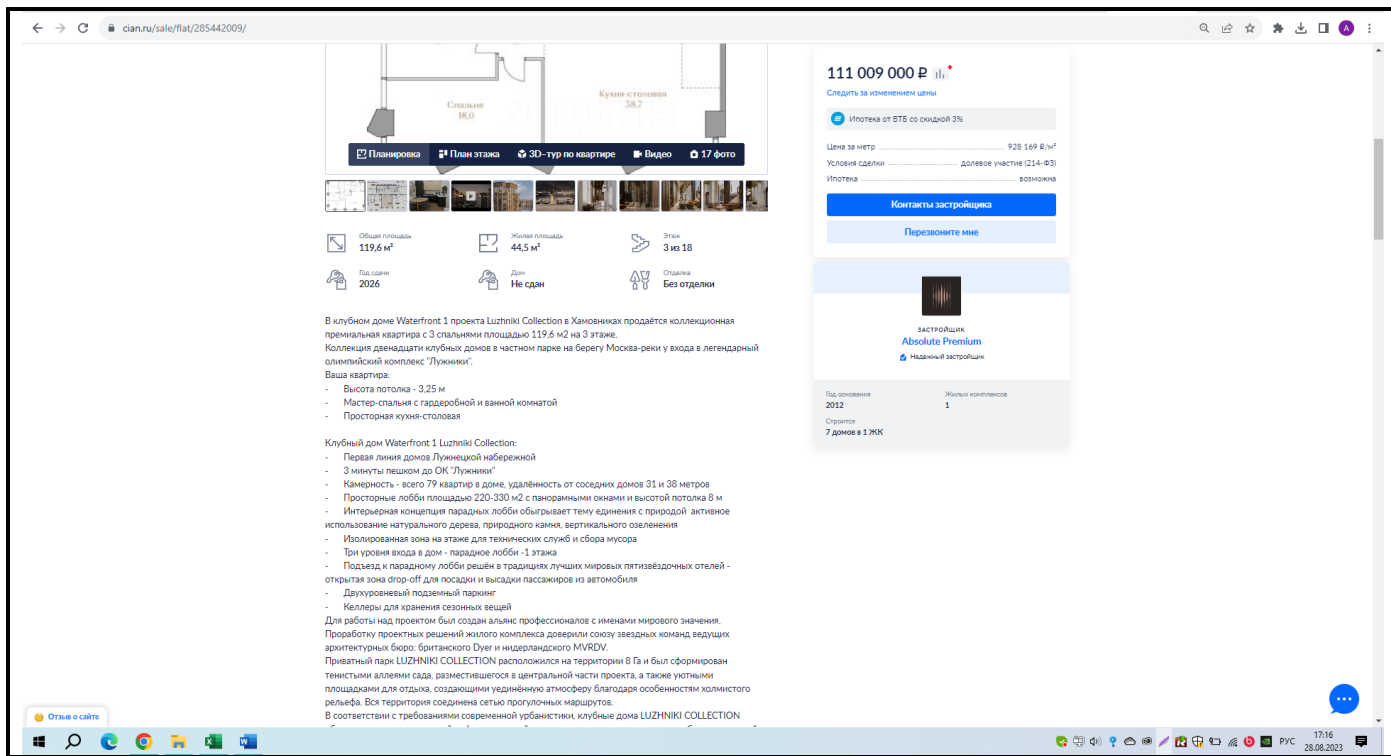 cian.ru/sale/flat/285442009/
Спальня
18,0
Кухня-столовая
38,7
Планировка План этажа 3D-тур по квартире Видео 17 фото
Общая площадь
119,6 м²
Жилая площадь
44,5 м²
Этаж
3 из 18
Год сдачи
2026
Дом
Не сдан
Отделка
Без отделки
В клубном доме Waterfront 1 проекта Luzhniki Collection в Хамовниках продаётся коллекционная
премиальная квартира с 3 спальнями площадью 119,6 м2 на 3 этаже.
Коллекция двенадцати клубных домов в частном парке на берегу Москва-реки у входа в легендарный
олимпийский комплекс "Лужники".
Ваша квартира:
- Высота потолка - 3,25 м
- Мастер-спальня с гардеробной и ванной комнатой
- Просторная кухня-столовая
Клубный дом Waterfront 1 Luzhniki Collection:
- Первая линия домов Лужнецкой набережной
- 3 минуты пешком до ОК "Лужники"
- Камерность - всего 79 квартир в доме, удалённость от соседних домов 31 и 38 метров
- Просторные лобби площадью 220-330 м2 с панорамными окнами и высотой потолка 8 м
- Интерьерная концепция парадных лобби обыгрывает тему единения с природой активное
использование натурального дерева, природного камня, вертикального озеленения
- Изолированная зона на этаже для технических служб и сбора мусора
- Три уровня входа в дом - парадное лобби -1 этажа
- Подъезд к парадному лобби решён в традициях лучших мировых пятизвёздочных отелей -
открытая зона drop-off для посадки и высадки пассажиров из автомобиля
- Двухуровневый подземный паркинг
- Келлеры для хранения сезонных вещей
Для работы над проектом был создан альянс профессионалов с именами мирового значения.
Проработку проектных решений жилого комплекса доверили союзу звездных команд ведущих
архитектурных бюро: британского Dyer и нидерландского MVRDV.
Приватный парк LUZHNIKI COLLECTION расположился на территории 8 Га и был сформирован
тенистыми аллеями сада, разместившегося в центральной части проекта, а также уютными
площадками для отдыха, создающими уединённую атмосферу благодаря особенностям холмистого
рельефа. Вся территория соединена сетью прогулочных маршрутов.
В соответствии с требованиями современной урбанистики, клубные дома LUZHNIKI COLLECTION
111 009 000 ₽
Следить за изменением цены
Ипотека от ВТБ со скидкой 3%
Цена за метр 928 169 ₽/м²
Условия сделки долевое участие (214-ФЗ)
Ипотека возможна
Контакты застройщика
Перезвоните мне
ЗАСТРОЙЩИК
Absolute Premium
Надежный застройщик
Год основания
2012
Жилых комплексов
1
Строится
7 домов в 1 ЖК
Отзыв о сайте
A
РУС
17:16
28.08.2023